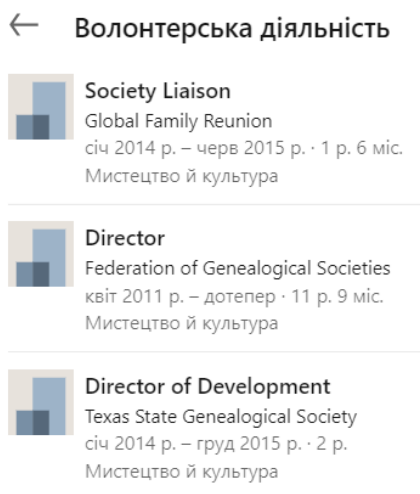 Волонтерська діяльність
Society Liaison
Global Family Reunion
січ 2014 р. – черв 2015 р. · 1 р. 6 міс.
Мистецтво й культура
Director
Federation of Genealogical Societies
квіт 2011 р. – дотепер · 11 р. 9 міс.
Мистецтво й культура
Director of Development
Texas State Genealogical Society
січ 2014 р. – груд 2015 р. · 2 р.
Мистецтво й культура